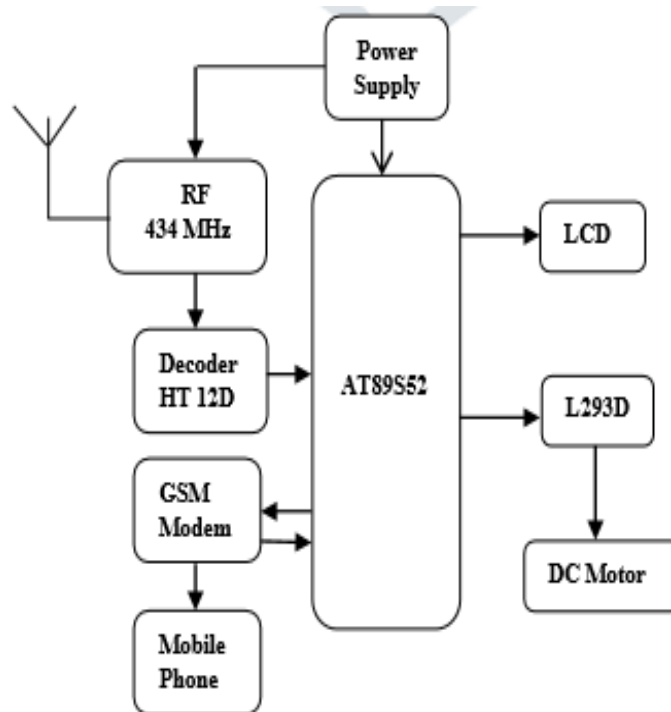 Power
Supply
RF
434 MHz
LCD
Decoder
HT 12D
AT89S52
L293D
GSM
Modem
DC Motor
Mobile
Phone